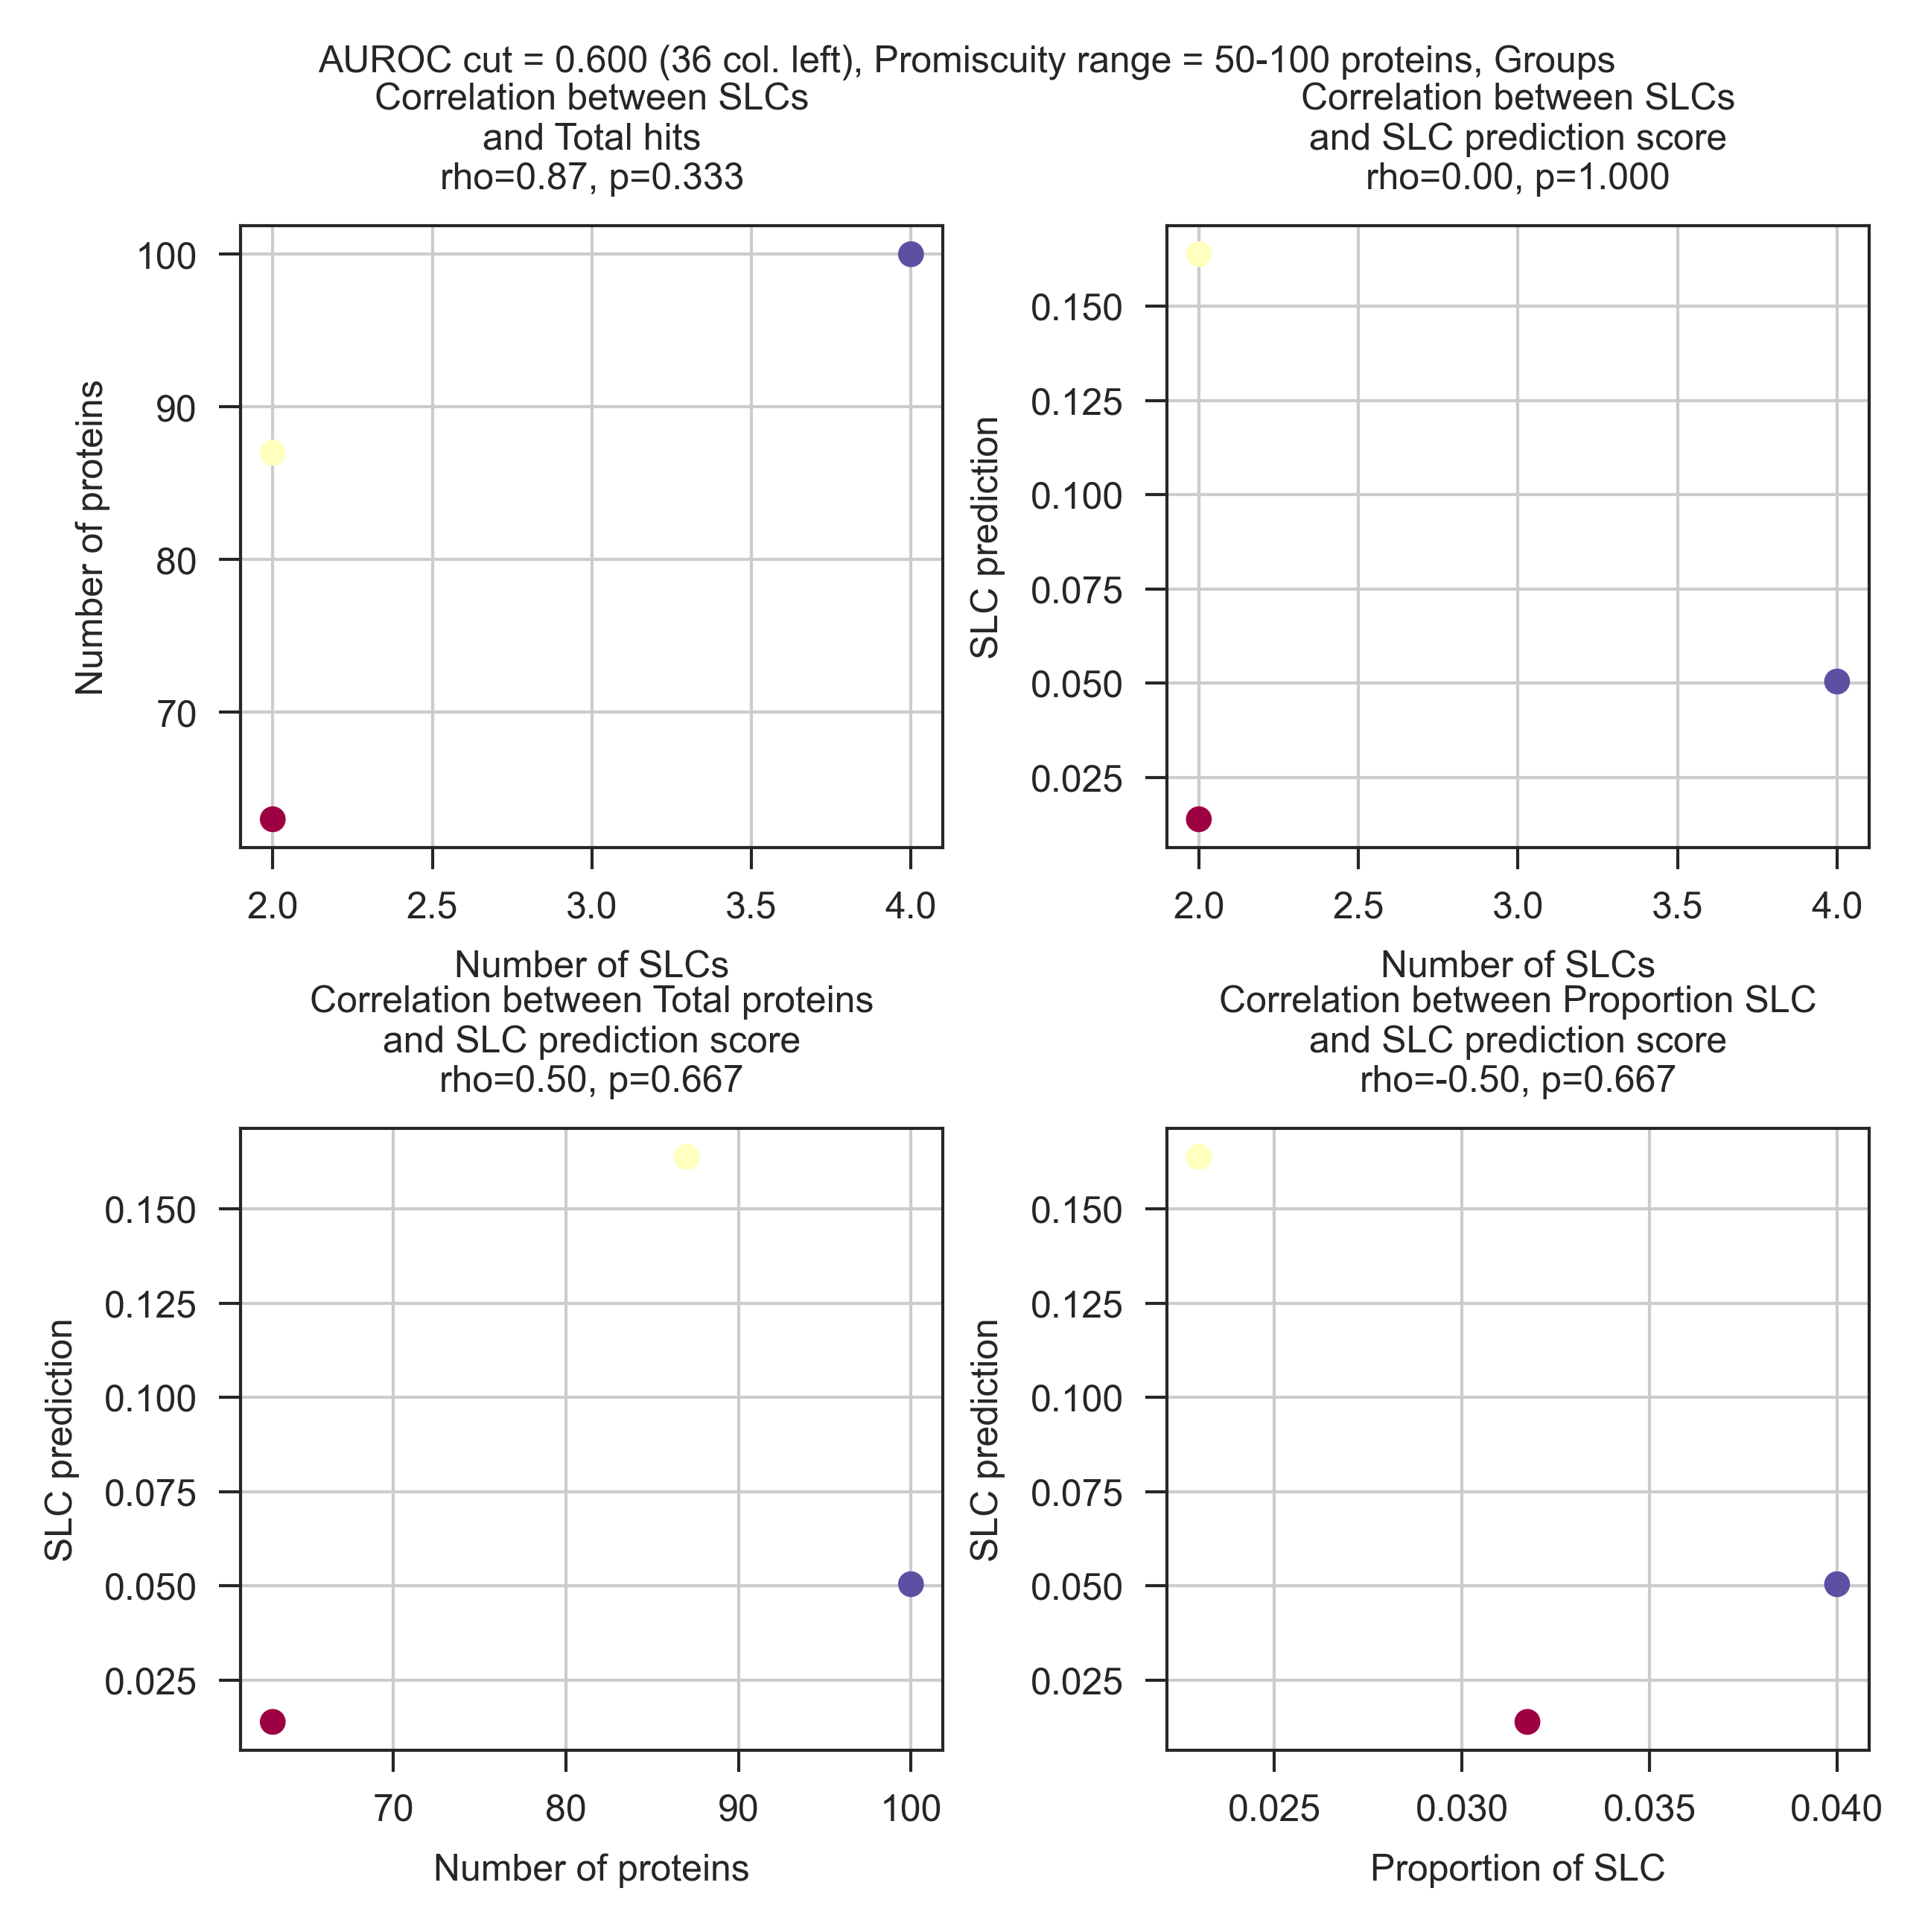 AUROC cut = 0.600 (36 col. left), Promiscuity range = 50-100 proteins, Groups
Correlation between SLCs
and Total hits
rho=0.87, p=0.333
100
90
80
70
Number of proteins
2.0 2.5 3.0 3.5 4.0
Number of SLCs
Correlation between SLCs
and SLC prediction score
rho=0.00, p=1.000
0.150
0.125
0.100
0.075
0.050
0.025
SLC prediction
2.0 2.5 3.0 3.5 4.0
Number of SLCs
Correlation between Total proteins
and SLC prediction score
rho=0.50, p=0.667
0.150
0.125
0.100
0.075
0.050
0.025
SLC prediction
70 80 90 100
Number of proteins
Correlation between Proportion SLC
and SLC prediction score
rho=-0.50, p=0.667
0.150
0.125
0.100
0.075
0.050
0.025
SLC prediction
0.025 0.030 0.035 0.040
Proportion of SLC